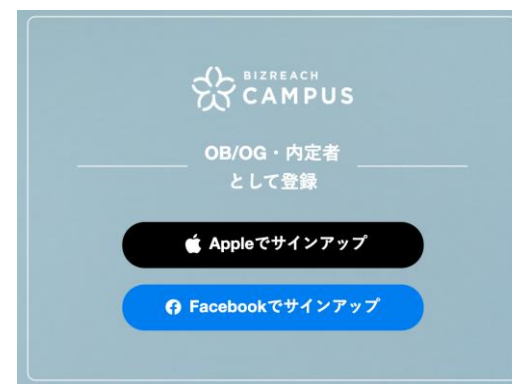 BIZREACH
CAMPUS
OB/OG・内定者
として登録
Appleでサインアップ
Facebookでサインアップ